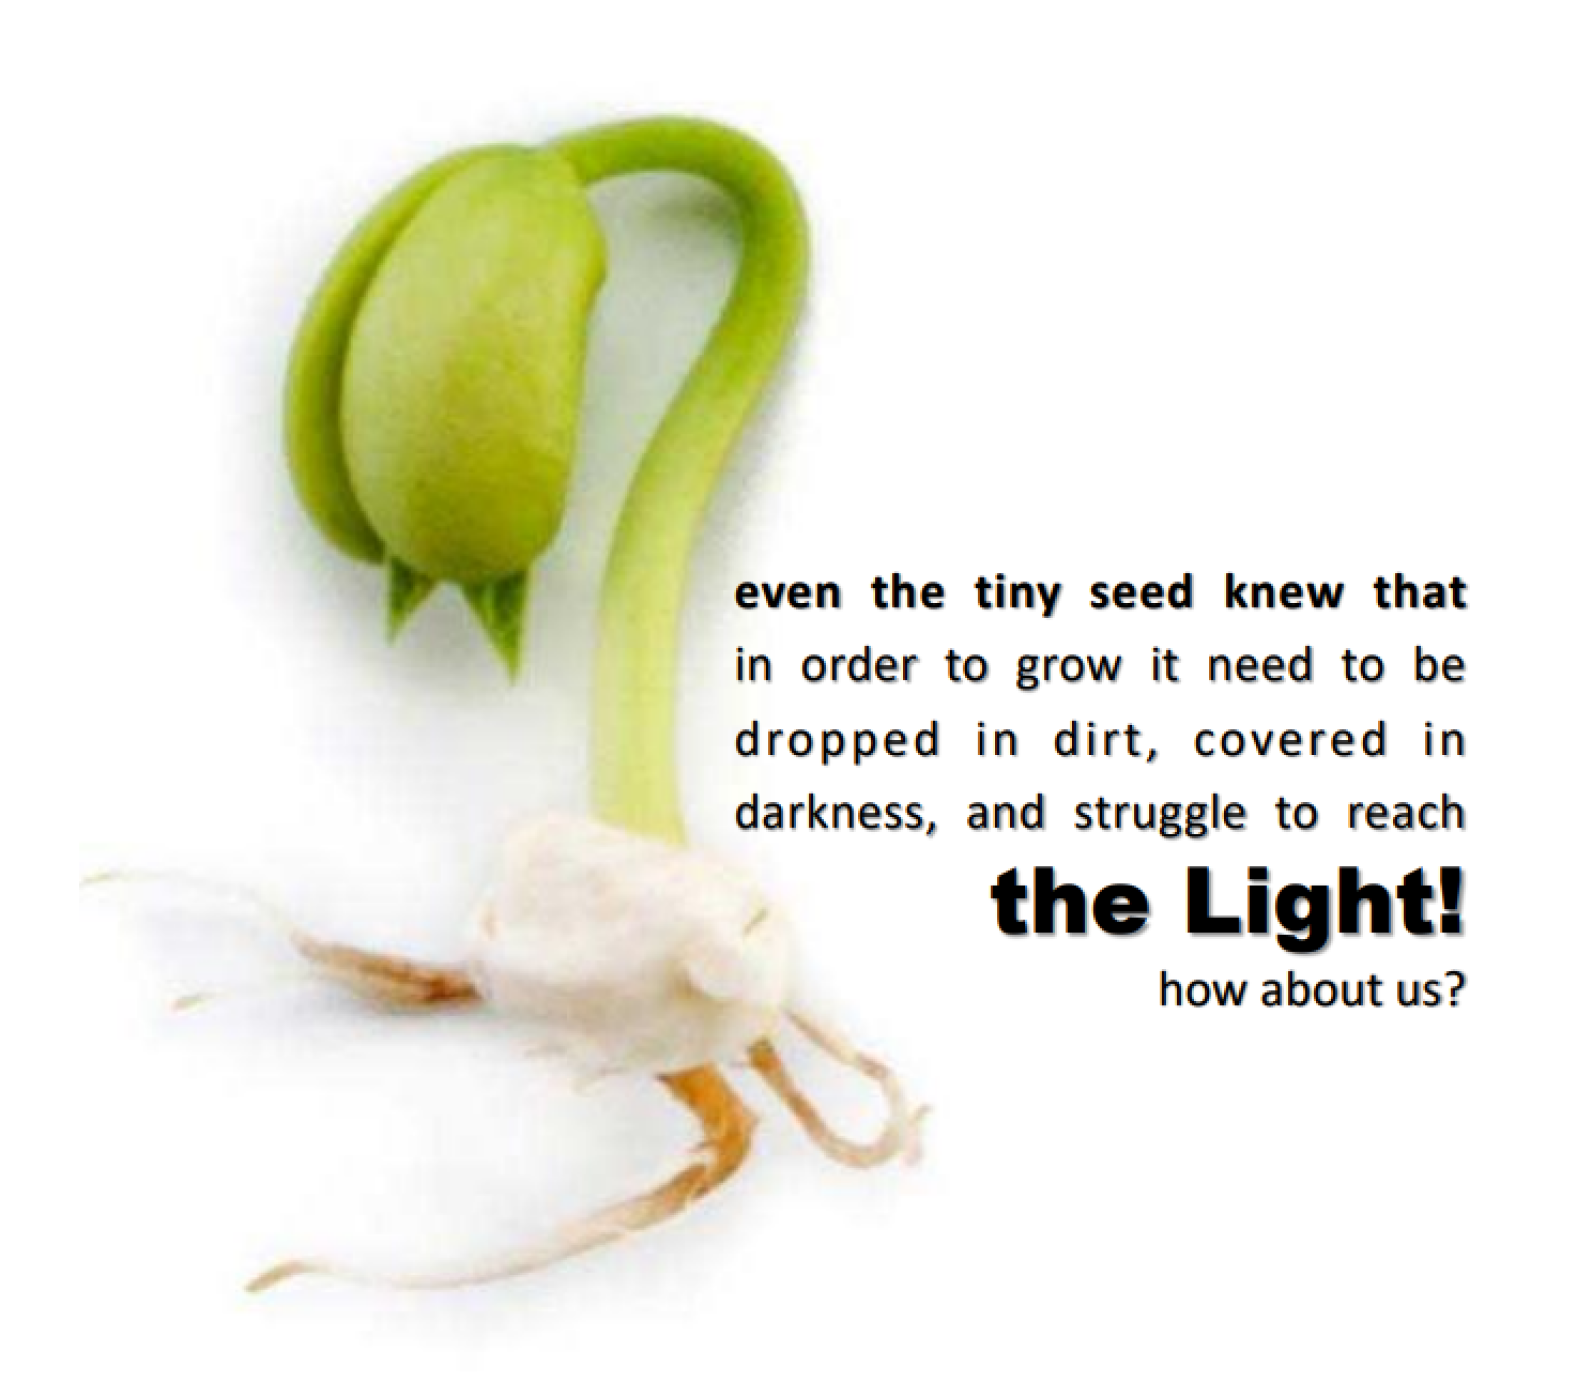 even the tiny seed knew that
in order to grow it need to be
dropped in dirt, covered in
darkness, and struggle to reach
the Light!
how about us?